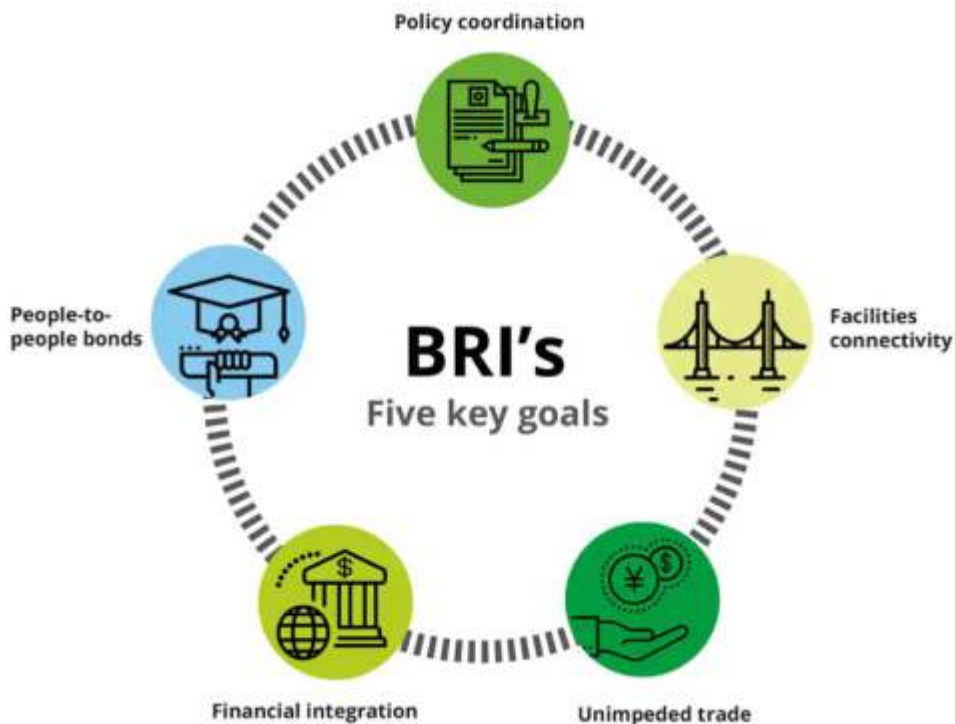 Policy coordination
People-to-
people bonds
Facilities
connectivity
BRI's
Five key goals
$
¥
$
Financial integration
Unimpeded trade